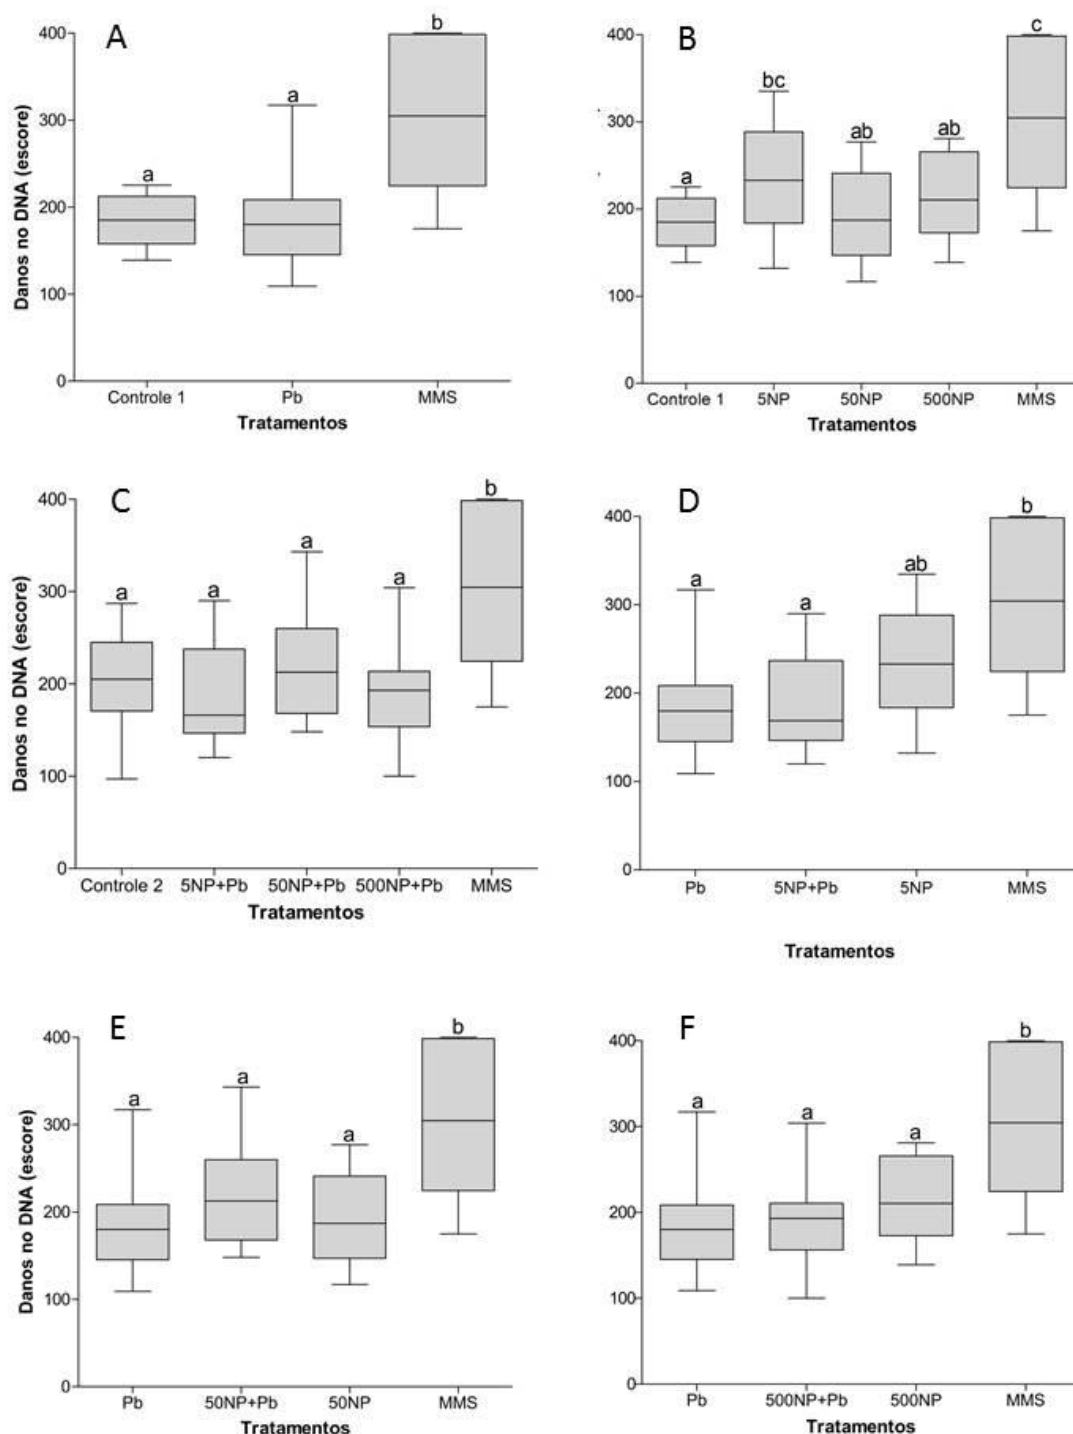 A
Danos no DNA (escore)
400
300
200
100
0
a
a
b
Controle 1 Pb MMS
Tratamentos
B
400
300
200
100
0
a
bc
ab
ab
c
Controle 1 5NP 50NP 500NP MMS
Tratamentos
C
Danos no DNA (escore)
400
300
200
100
0
a
a
a
a
b
Controle 2 5NP+Pb 50NP+Pb 500NP+Pb MMS
Tratamentos
D
400
300
200
100
0
a
a
ab
b
Pb 5NP+Pb 5NP MMS
Tratamentos
E
Danos no DNA (escore)
400
300
200
100
0
a
a
a
b
Pb 50NP+Pb 50NP MMS
Tratamentos
F
400
300
200
100
0
a
a
a
b
Pb 500NP+Pb 500NP MMS
Tratamentos